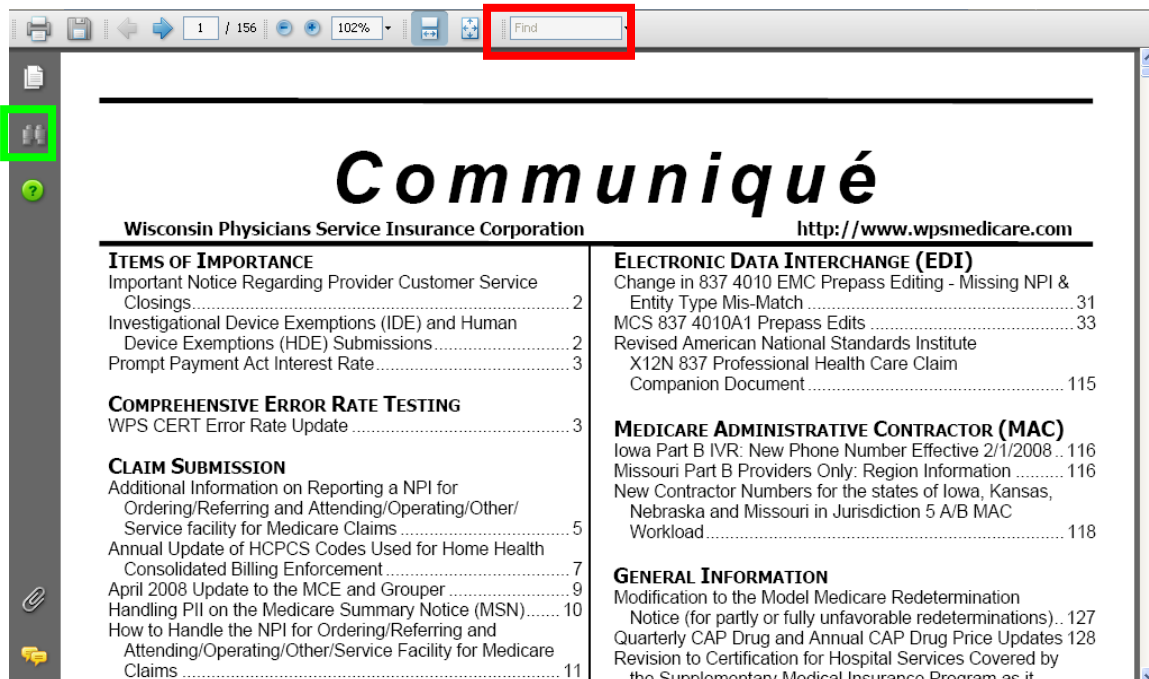 1 / 156 102% Find
Communiqué
Wisconsin Physicians Service Insurance Corporation http://www.wpsmedicare.com
ITEMS OF IMPORTANCE
Important Notice Regarding Provider Customer Service
Closings 2
Investigational Device Exemptions (IDE) and Human
Device Exemptions (HDE) Submissions 2
Prompt Payment Act Interest Rate 3
COMPREHENSIVE ERROR RATE TESTING
WPS CERT Error Rate Update 3
CLAIM SUBMISSION
Additional Information on Reporting a NPI for
Ordering/Referring and Attending/Operating/Other/
Service facility for Medicare Claims 5
Annual Update of HCPCS Codes Used for Home Health
Consolidated Billing Enforcement 7
April 2008 Update to the MCE and Grouper 9
Handling PII on the Medicare Summary Notice (MSN) 10
How to Handle the NPI for Ordering/Referring and
Attending/Operating/Other/Service Facility for Medicare
Claims 11
ELECTRONIC DATA INTERCHANGE (EDI)
Change in 837 4010 EMC Prepass Editing - Missing NPI &
Entity Type Mis-Match 31
MCS 837 4010A1 Prepass Edits 33
Revised American National Standards Institute
X12N 837 Professional Health Care Claim
Companion Document 115
MEDICARE ADMINISTRATIVE CONTRACTOR (MAC)
Iowa Part B IVR: New Phone Number Effective 2/1/2008 .. 116
Missouri Part B Providers Only: Region Information 116
New Contractor Numbers for the states of Iowa, Kansas,
Nebraska and Missouri in Jurisdiction 5 A/B MAC
Workload 118
GENERAL INFORMATION
Modification to the Model Medicare Redetermination
Notice (for partly or fully unfavorable redeterminations) .. 127
Quarterly CAP Drug and Annual CAP Drug Price Updates 128
Revision to Certification for Hospital Services Covered by
the Supplementary Medical Insurance Program as it